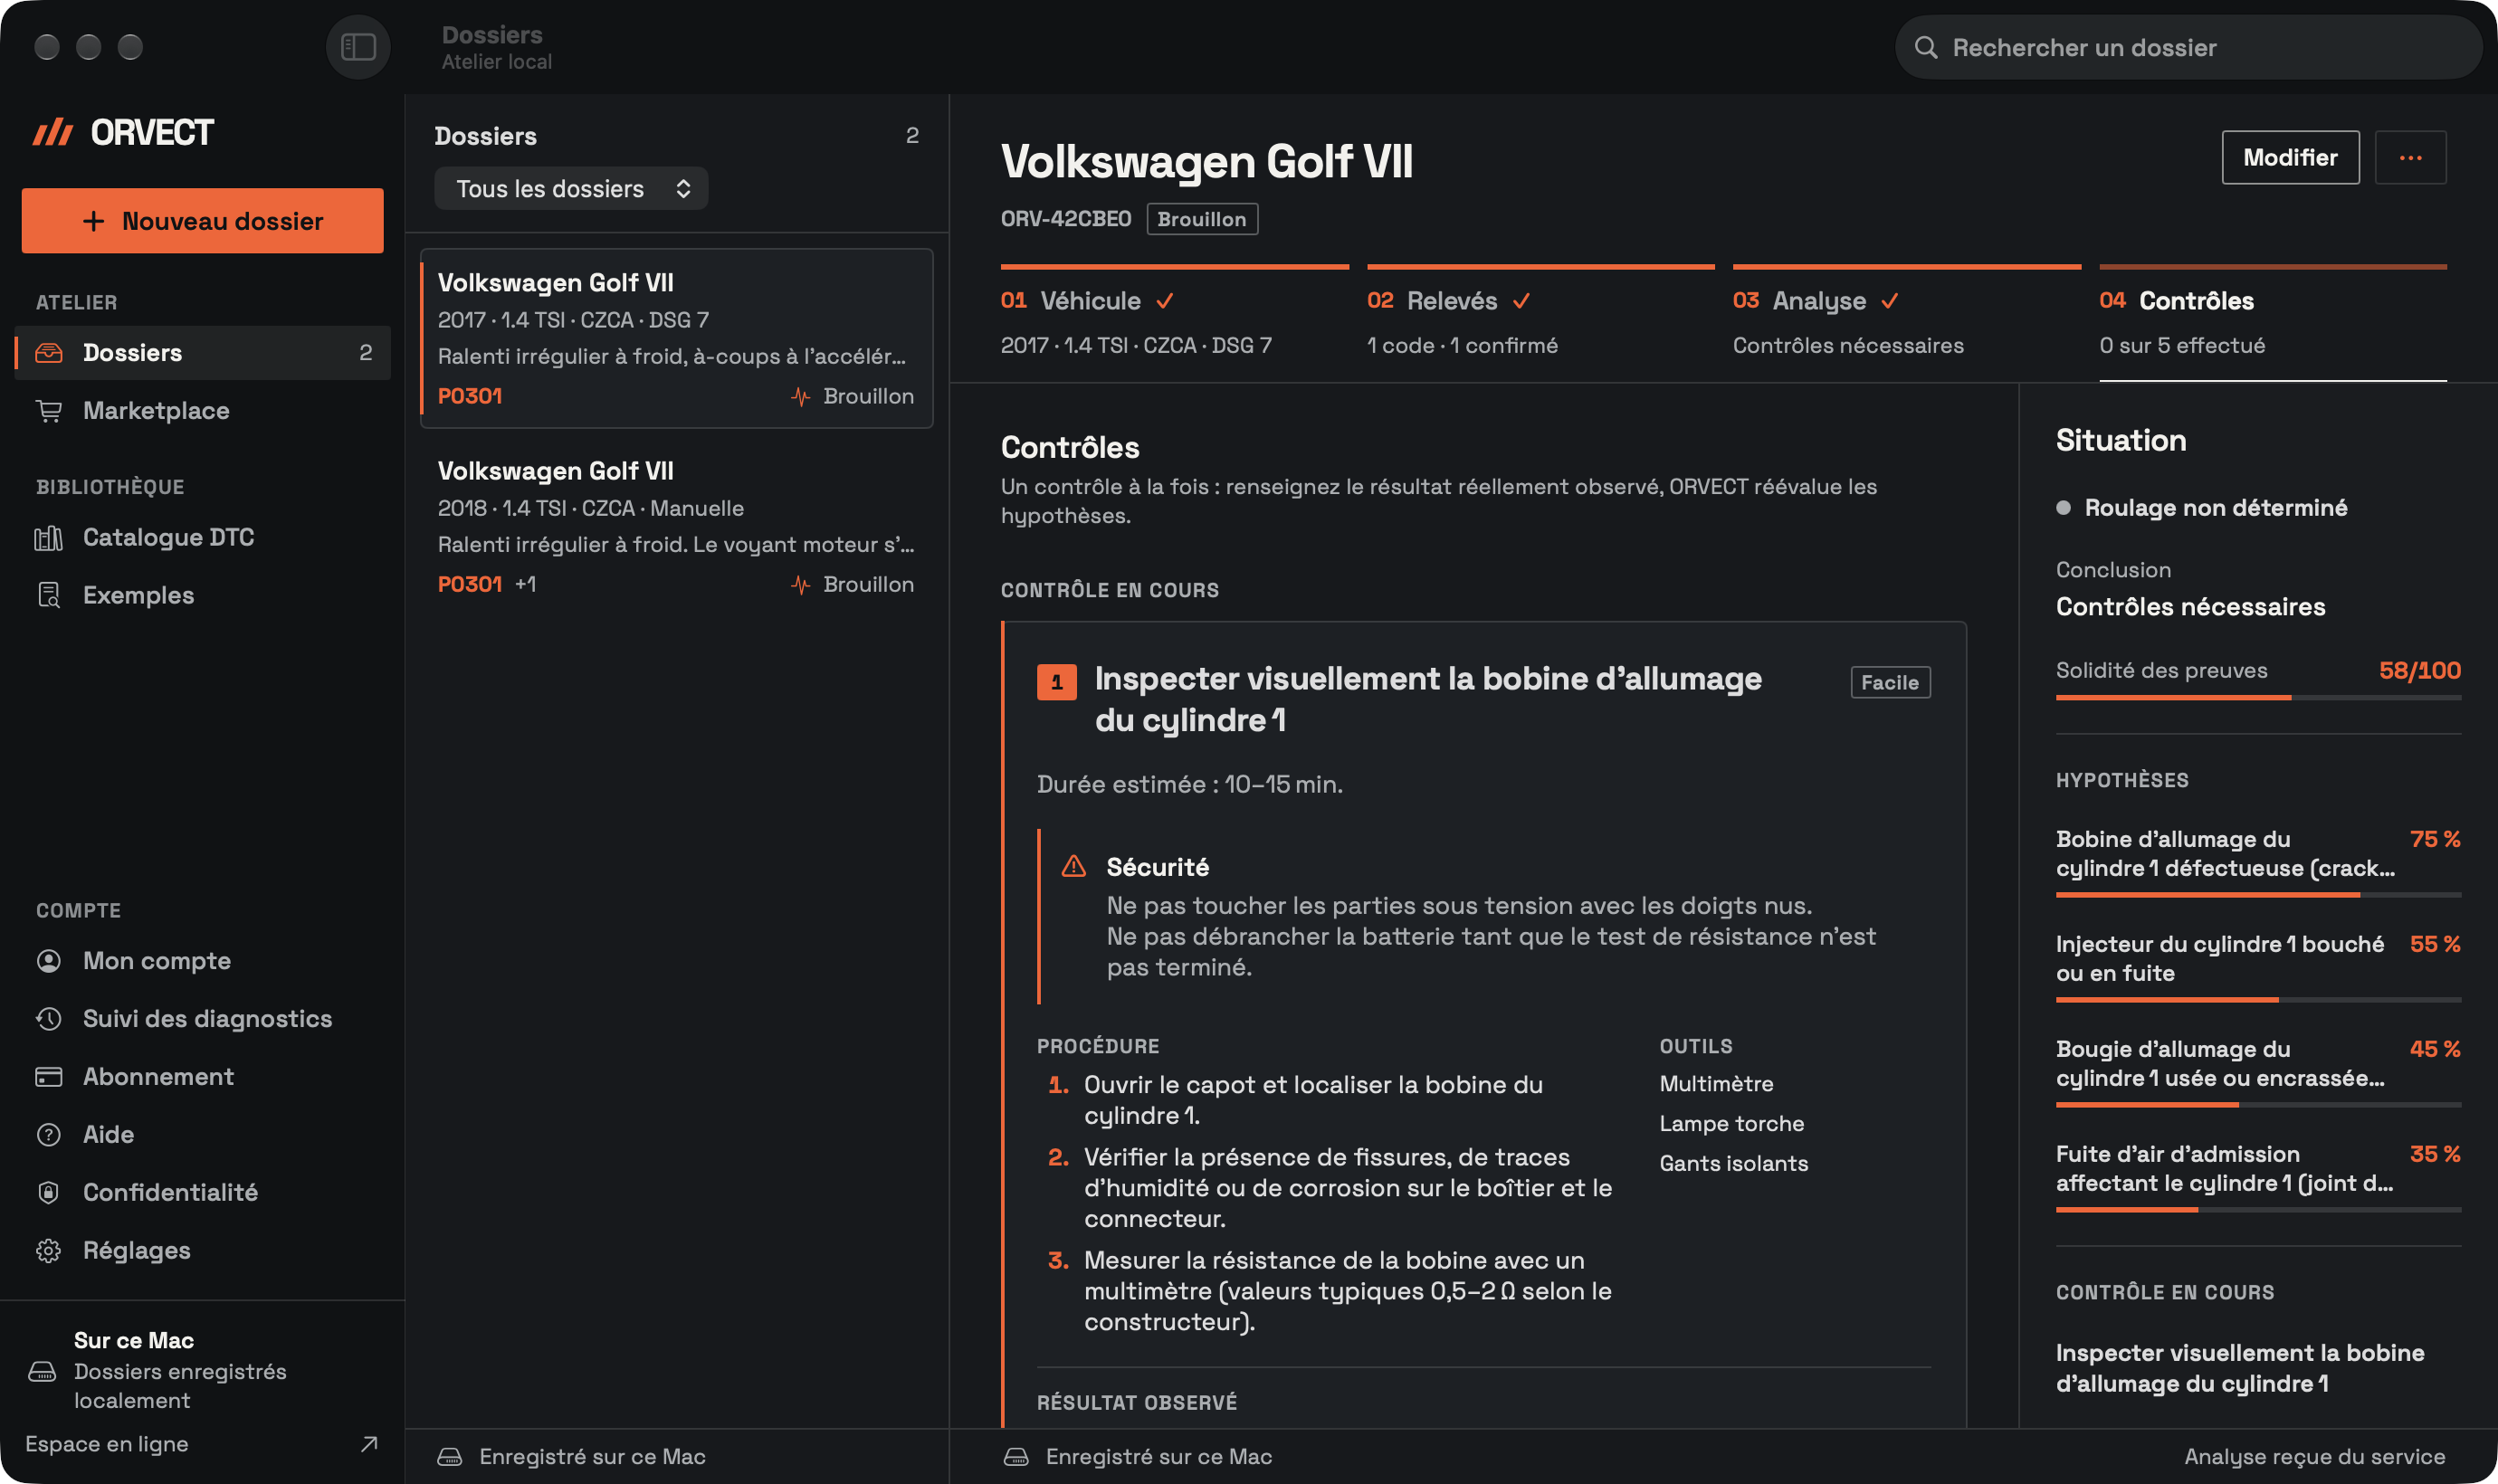 Dossiers
Atelier local
Rechercher un dossier
ORVECT
Nouveau dossier
ATELIER
Dossiers 2
Marketplace
BIBLIOTHÈQUE
Catalogue DTC
Exemples
COMPTE
Mon compte
Suivi des diagnostics
Abonnement
Aide
Confidentialité
Réglages
Sur ce Mac
Dossiers enregistrés
localement
Espace en ligne
Dossiers 2
Tous les dossiers
Volkswagen Golf VII
2017 · 1.4 TSI · CZCA · DSG 7
Ralenti irrégulier à froid, à-coups à l’accélér…
P0301 Brouillon
Volkswagen Golf VII
2018 · 1.4 TSI · CZCA · Manuelle
Ralenti irrégulier à froid. Le voyant moteur s’…
P0301 +1 Brouillon
Enregistré sur ce Mac
Volkswagen Golf VII
Modifier
ORV-42CBE0 Brouillon
01 Véhicule
2017 · 1.4 TSI · CZCA · DSG 7
02 Relevés
1 code · 1 confirmé
03 Analyse
Contrôles nécessaires
04 Contrôles
0 sur 5 effectué
Contrôles
Un contrôle à la fois : renseignez le résultat réellement observé, ORVECT réévalue les
hypothèses.
CONTRÔLE EN COURS
1 Inspecter visuellement la bobine d’allumage
du cylindre 1
Facile
Durée estimée : 10–15 min.
Sécurité
Ne pas toucher les parties sous tension avec les doigts nus.
Ne pas débrancher la batterie tant que le test de résistance n’est
pas terminé.
PROCÉDURE
1. Ouvrir le capot et localiser la bobine du
cylindre 1.
2. Vérifier la présence de fissures, de traces
d’humidité ou de corrosion sur le boîtier et le
connecteur.
3. Mesurer la résistance de la bobine avec un
multimètre (valeurs typiques 0,5–2 Ω selon le
constructeur).
OUTILS
Multimètre
Lampe torche
Gants isolants
RÉSULTAT OBSERVÉ
Situation
Roulage non déterminé
Conclusion
Contrôles nécessaires
Solidité des preuves 58/100
HYPOTHÈSES
Bobine d’allumage du 75 %
cylindre 1 défectueuse (crack…
Injecteur du cylindre 1 bouché 55 %
ou en fuite
Bougie d’allumage du 45 %
cylindre 1 usée ou encrassée…
Fuite d’air d’admission 35 %
affectant le cylindre 1 (joint d…
CONTRÔLE EN COURS
Inspecter visuellement la bobine
d’allumage du cylindre 1
Enregistré sur ce Mac
Analyse reçue du service